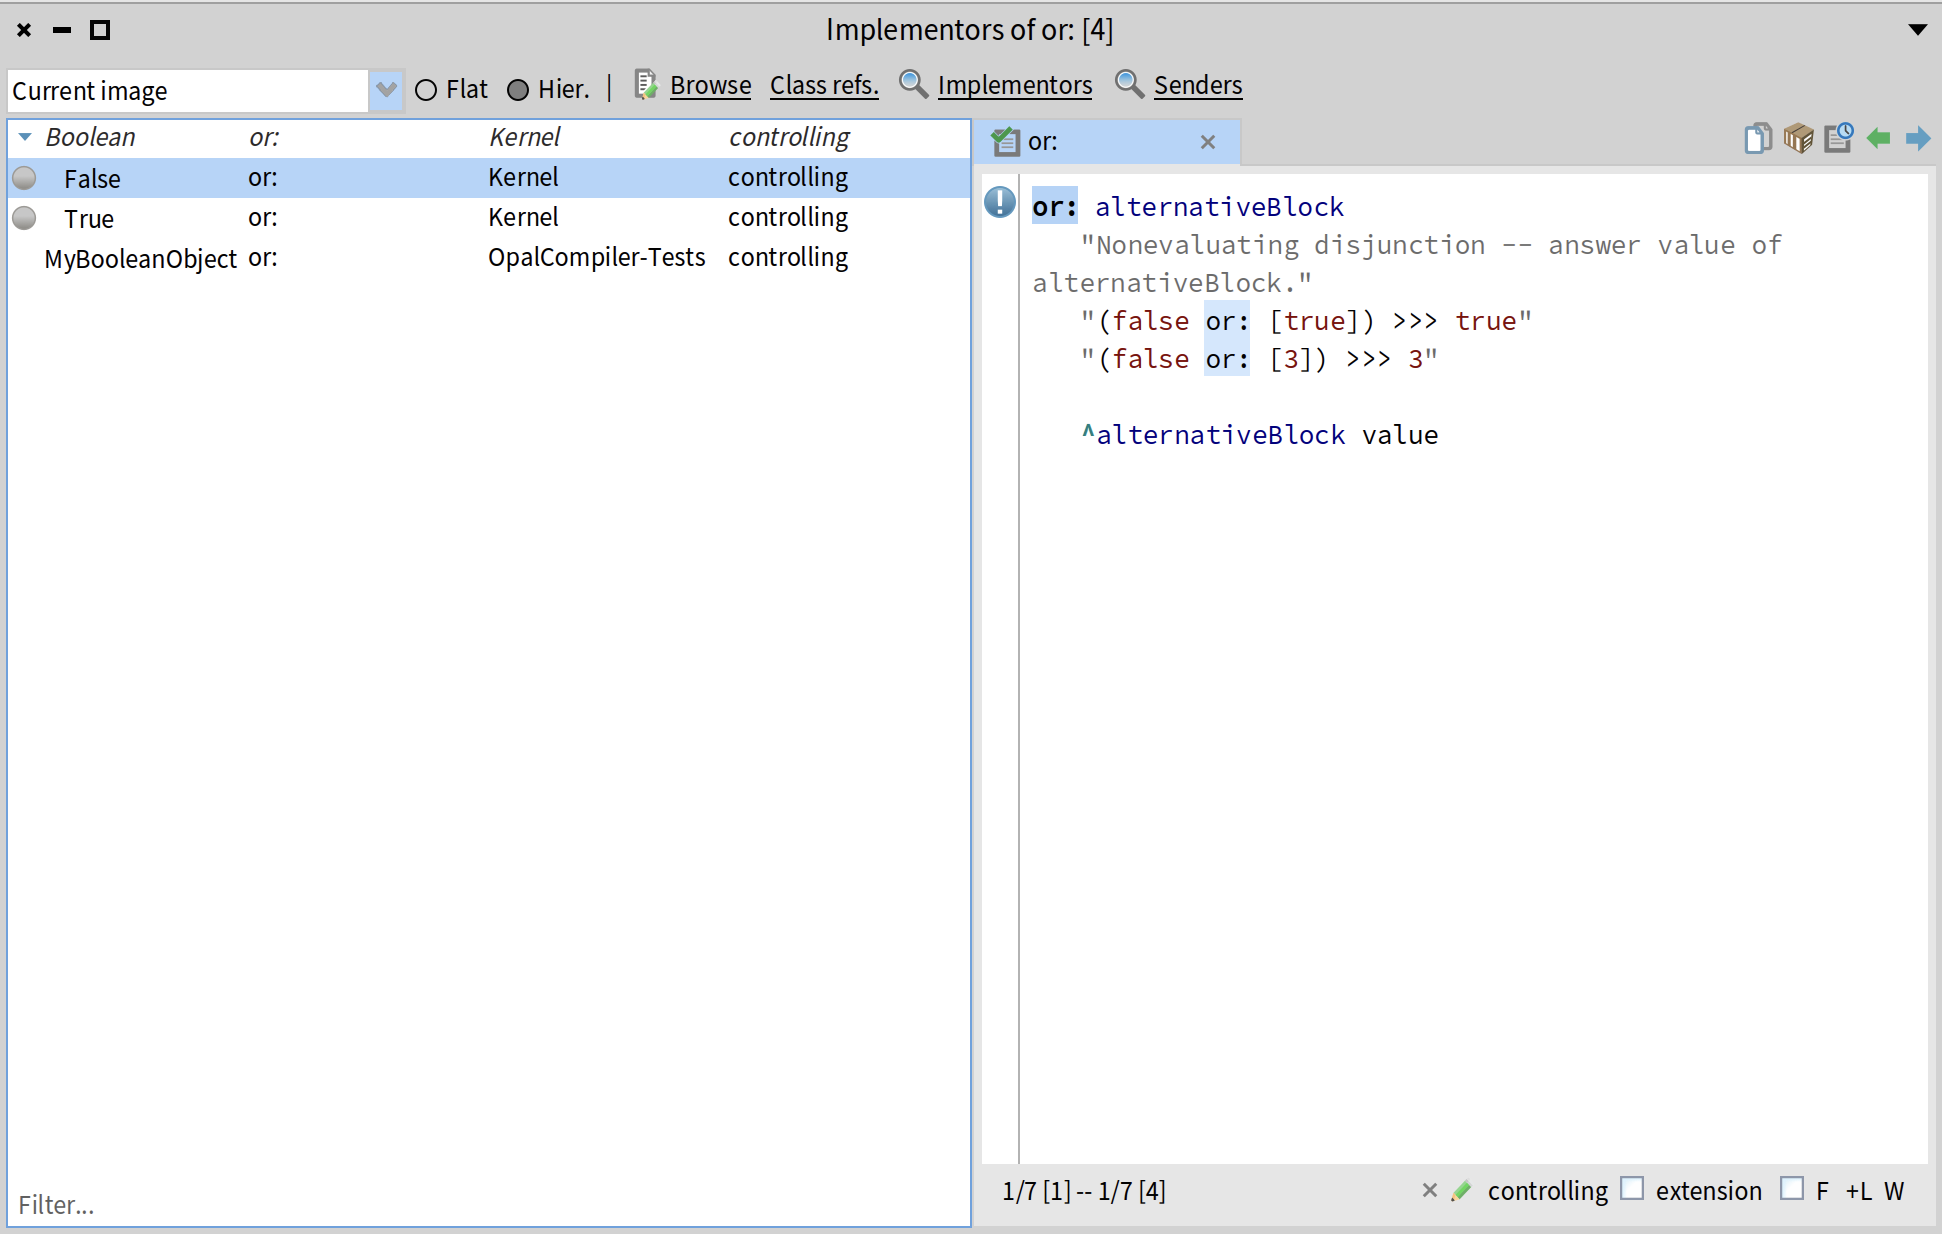 Implementors of or: [4]
Current image
Flat Hier. | Browse Class refs. Implementors Senders
Boolean or: Kernel controlling
False or: Kernel controlling
True or: Kernel controlling
MyBooleanObject or: OpalCompiler-Tests controlling
Filter...
or:
or: alternativeBlock
"Nonevaluating disjunction -- answer value of
alternativeBlock."
"(false or: [true]) >>> true"
"(false or: [3]) >>> 3"
^alternativeBlock value
1/7 [1] -- 1/7 [4] controlling extension F +L W